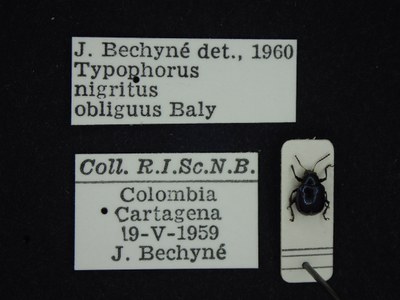 J. Bechyné det., 1960
Typophorus
nigritus
obliguus Baly
Coll. R.I.Sc.N.B.
Colombia
Cartagena
19-V-1959
J. Bechyné